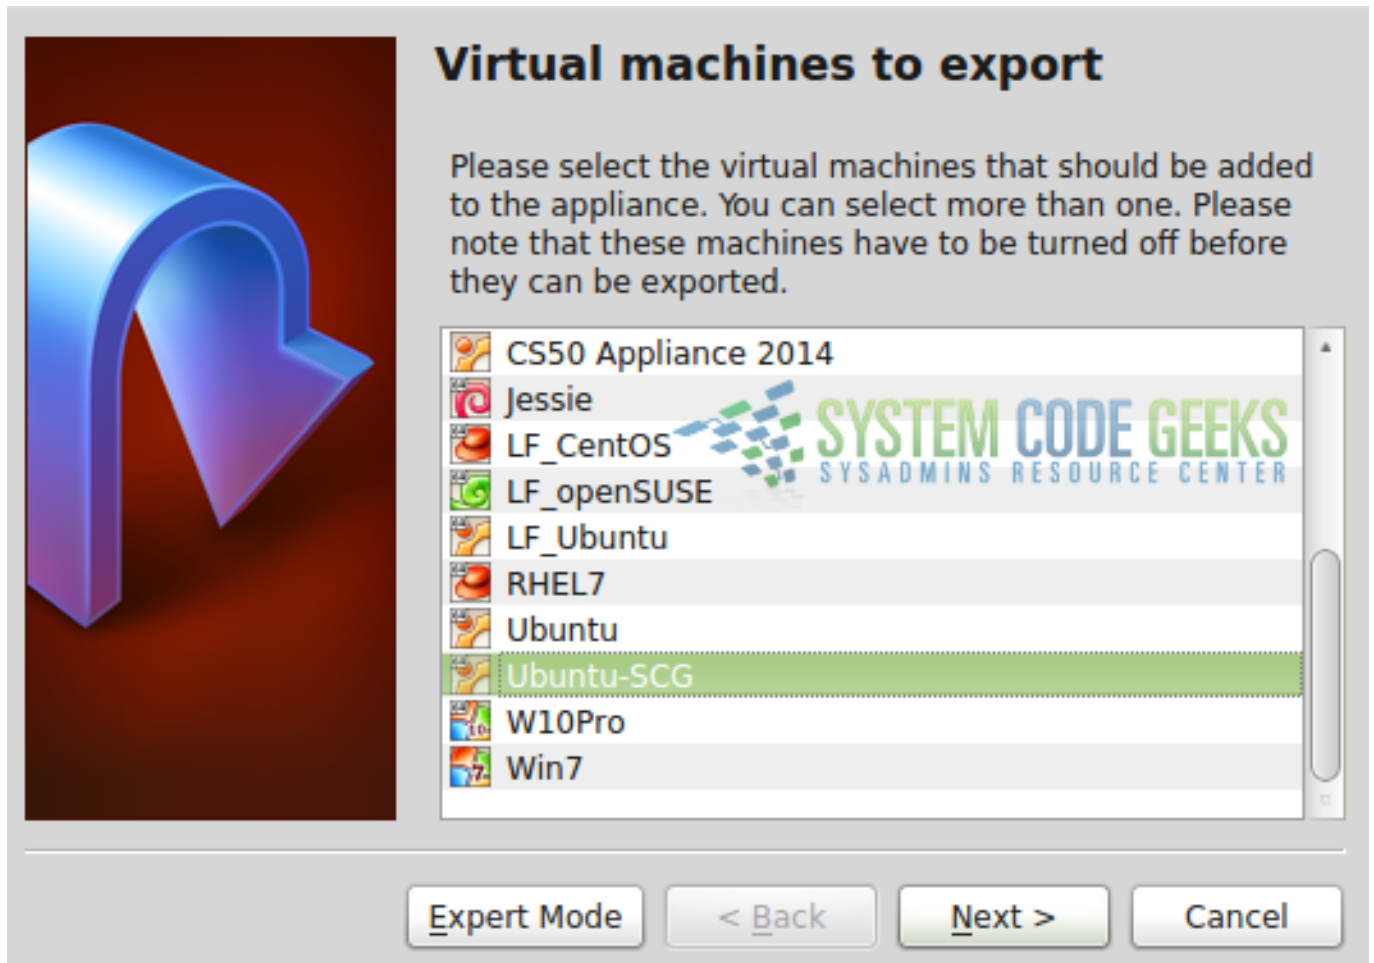 Virtual machines to export
Please select the virtual machines that should be added
to the appliance. You can select more than one. Please
note that these machines have to be turned off before
they can be exported.
CS50 Appliance 2014
Jessie
LF_CentOS
LF_openSUSE
LF_Ubuntu
RHEL7
Ubuntu
Ubuntu-SCG
W10Pro
Win7
SYSTEM CODE GEEKS
SYSADMINS RESOURCE CENTER
Expert Mode
< Back
Next >
Cancel